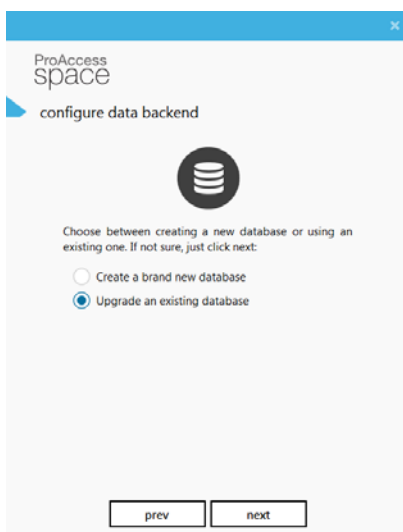 ProAccess
space
configure data backend
Choose between creating a new database or using an
existing one. If not sure, just click next:
Create a brand new database
Upgrade an existing database
prev
next